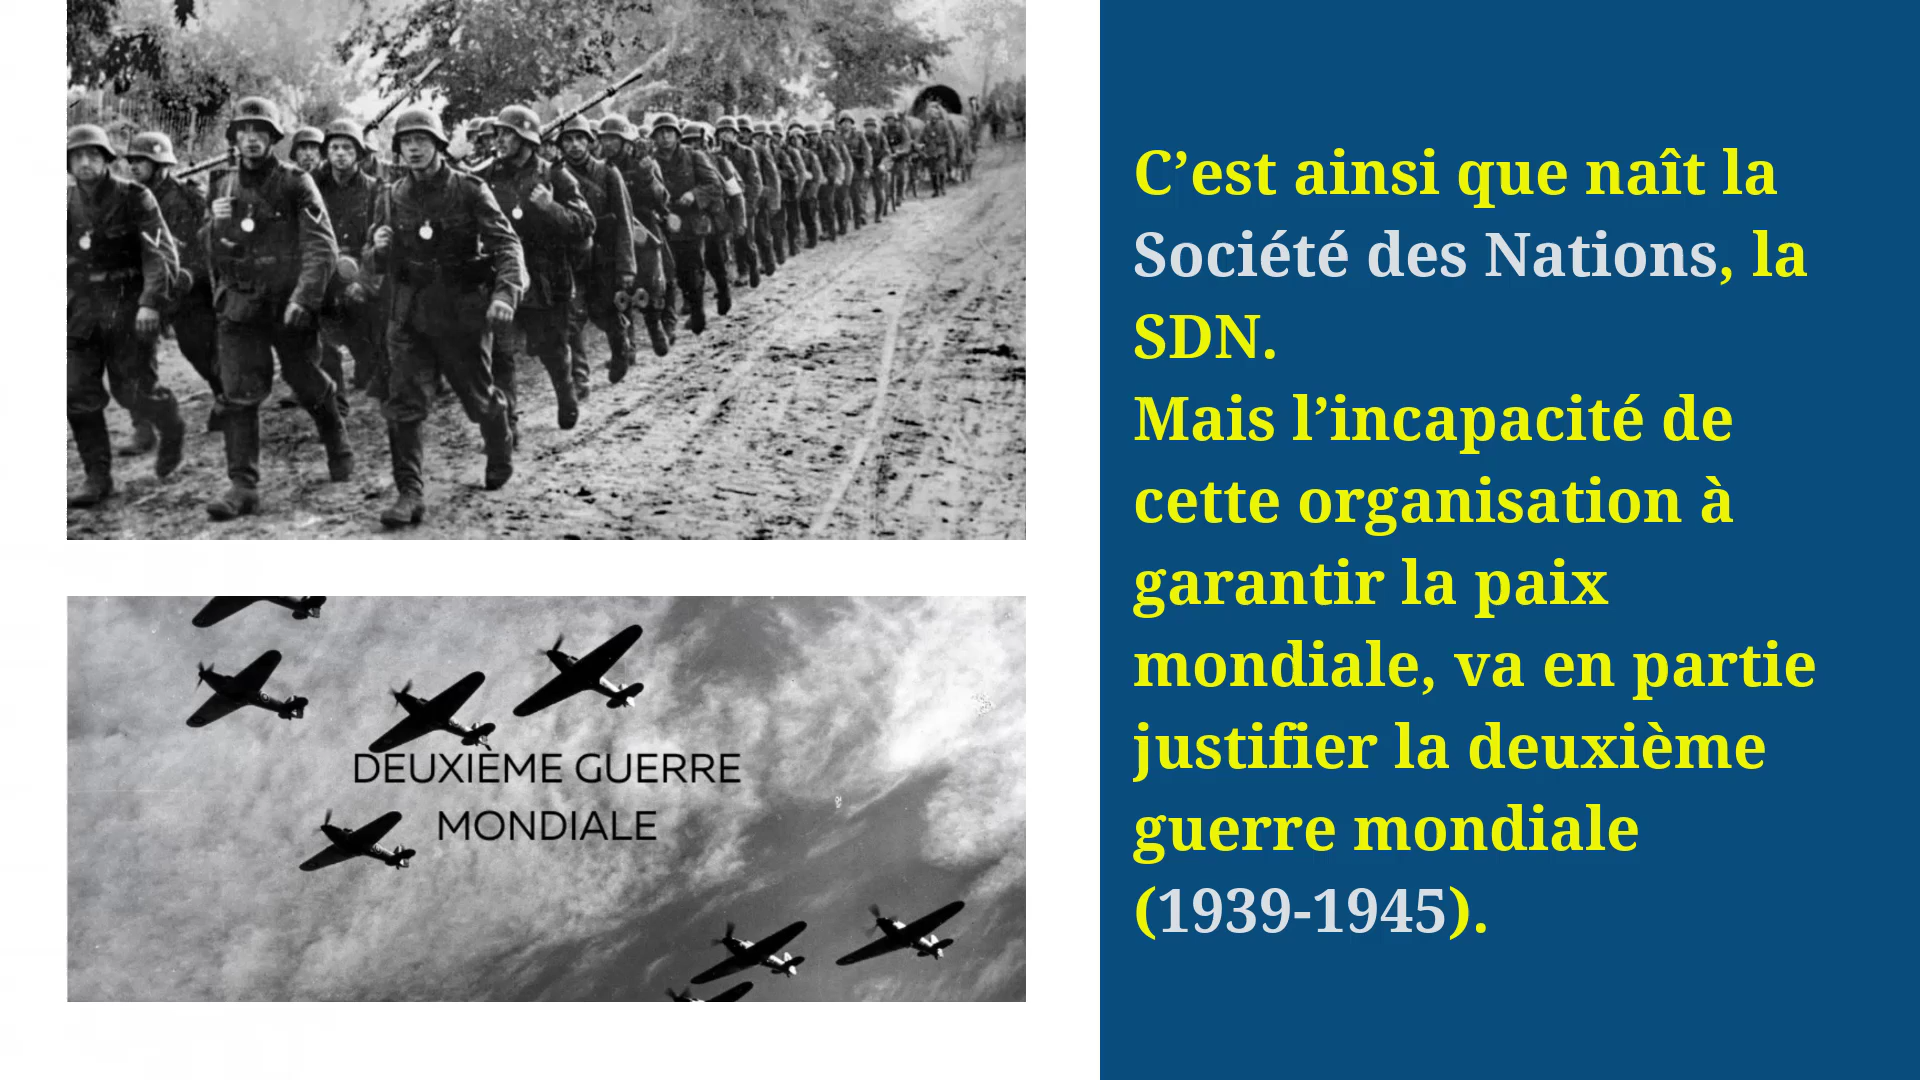 DEUXIÈME GUERRE
MONDIALE
C’est ainsi que naît la
Société des Nations, la
SDN.
Mais l’incapacité de
cette organisation à
garantir la paix
mondiale, va en partie
justifier la deuxième
guerre mondiale
(1939-1945).